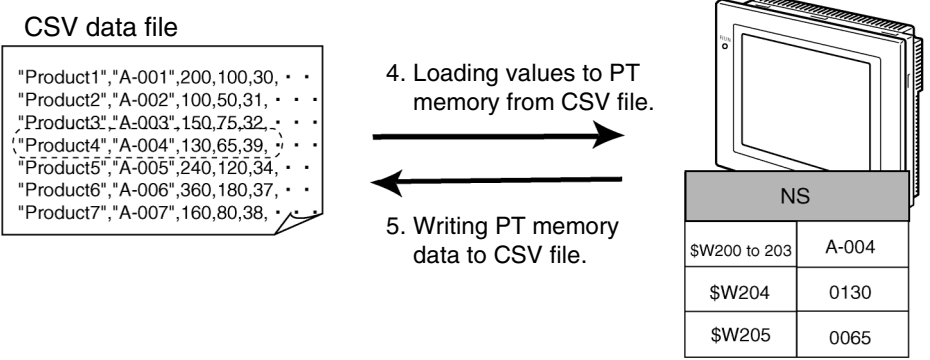 CSV data file
"Product1","A-001",200,100,30, · ·
"Product2","A-002",100,50,31, · · ·
"Product3","A-003",150,75,32, · · ·
"Product4","A-004",130,65,39, · · ·
"Product5","A-005",240,120,34, · ·
"Product6","A-006",360,180,37, · ·
"Product7","A-007",160,80,38, · · ·
4. Loading values to PT
memory from CSV file.
5. Writing PT memory
data to CSV file.
RUN
NS
$W200 to 203 A-004
$W204 0130
$W205 0065